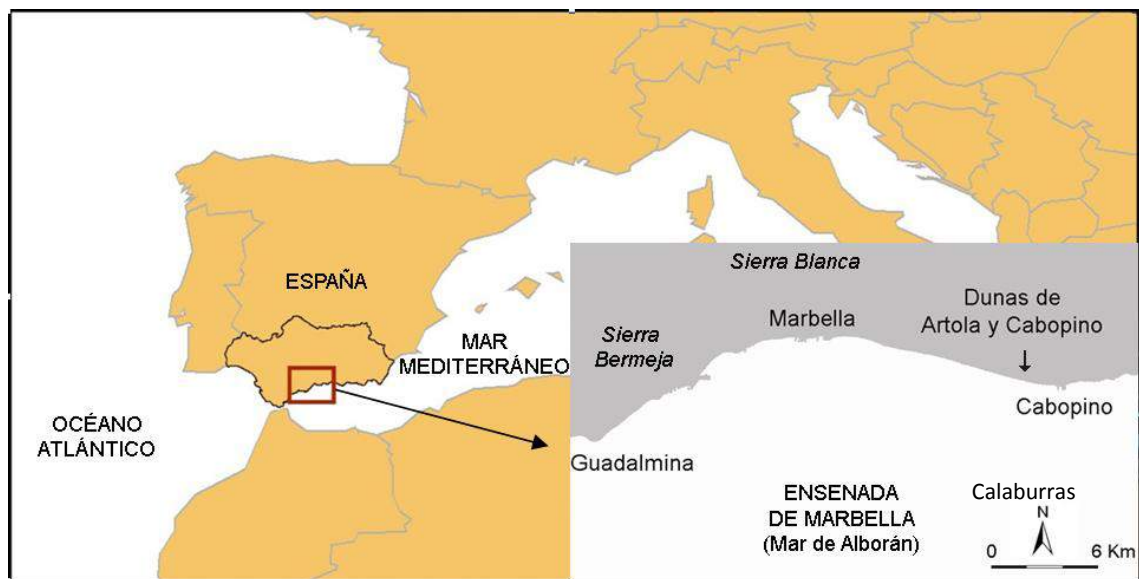 ESPAÑA
MAR
MEDITERRÁNEO
OCÉANO
ATLÁNTICO
Sierra Blanca
Sierra
Bermeja
Marbella
Dunas de
Artola y Cabopino
↓
Cabopino
Guadalmina
ENSENADA
DE MARBELLA
(Mar de Alborán)
Calaburras
N
0 6 Km